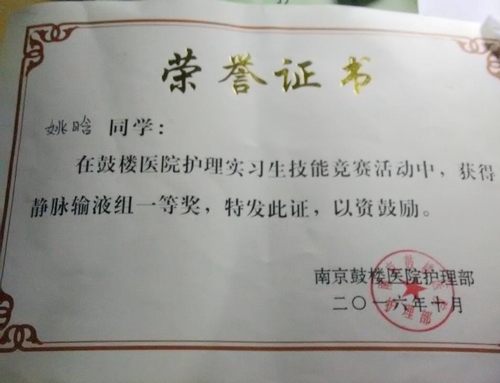 荣誉证书
姚晗 同学:
在鼓楼医院护理实习生技能竞赛活动中,获得
静脉输液组一等奖,特发此证,以资鼓励。
南京鼓楼医院护理部
二〇一六年十月